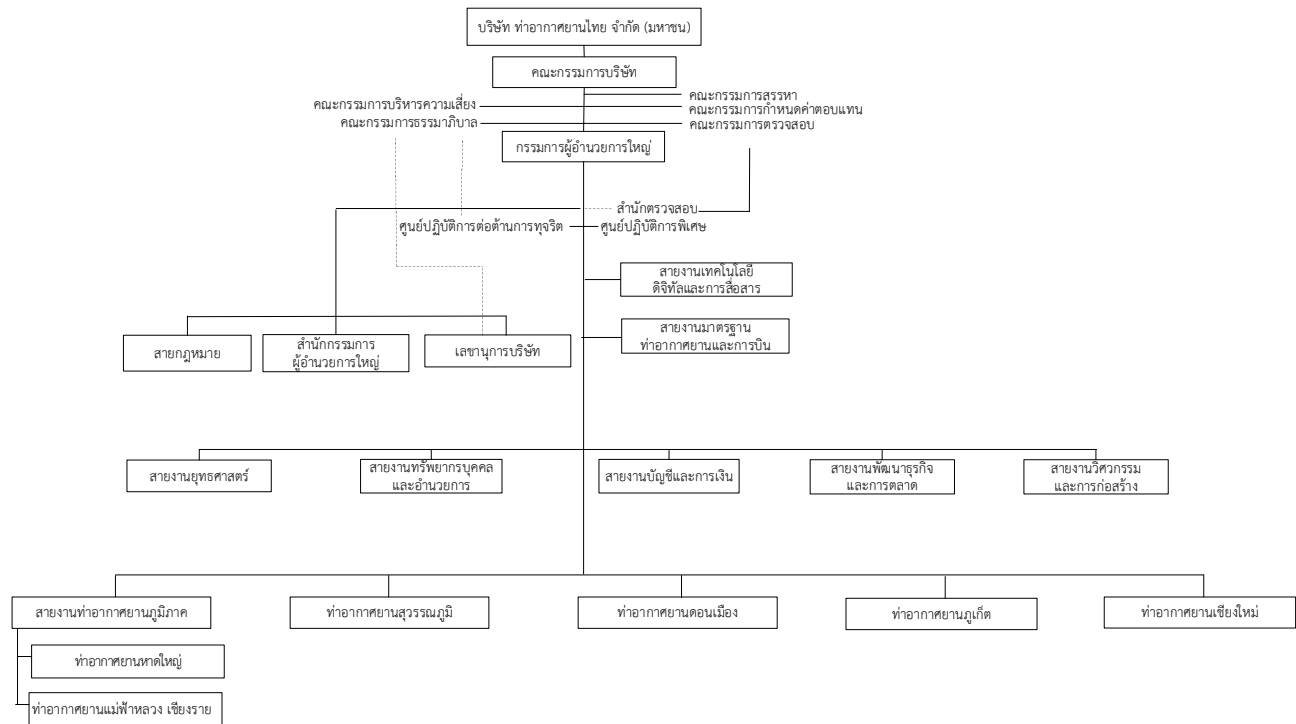 บริษัท ท่าอากาศยานไทย จำกัด (มหาชน)
คณะกรรมการบริษัท
คณะกรรมการสรรหา
คณะกรรมการบริหารความเสี่ยง
คณะกรรมการกำหนดค่าตอบแทน
คณะกรรมการธรรมาภิบาล
คณะกรรมการตรวจสอบ
กรรมการผู้อำนวยการใหญ่
สำนักตรวจสอบ
ศูนย์ปฏิบัติการต่อต้านการทุจริต
ศูนย์ปฏิบัติการพิเศษ
สายงานเทคโนโลยี
ดิจิทัลและการสื่อสาร
สายงานมาตรฐาน
ท่าอากาศยานและการบิน
สายกฎหมาย
สำนักกรรมการ
ผู้อำนวยการใหญ่
เลขานุการบริษัท
สายงานยุทธศาสตร์
สายงานทรัพยากรบุคคล
และอำนวยการ
สายงานบัญชีและการเงิน
สายงานพัฒนาธุรกิจ
และการตลาด
สายงานวิศวกรรม
และการก่อสร้าง
สายงานท่าอากาศยานภูมิภาค
ท่าอากาศยานสุวรรณภูมิ
ท่าอากาศยานดอนเมือง
ท่าอากาศยานภูเก็ต
ท่าอากาศยานเชียงใหม่
ท่าอากาศยานหาดใหญ่
ท่าอากาศยานแม่ฟ้าหลวง เชียงราย